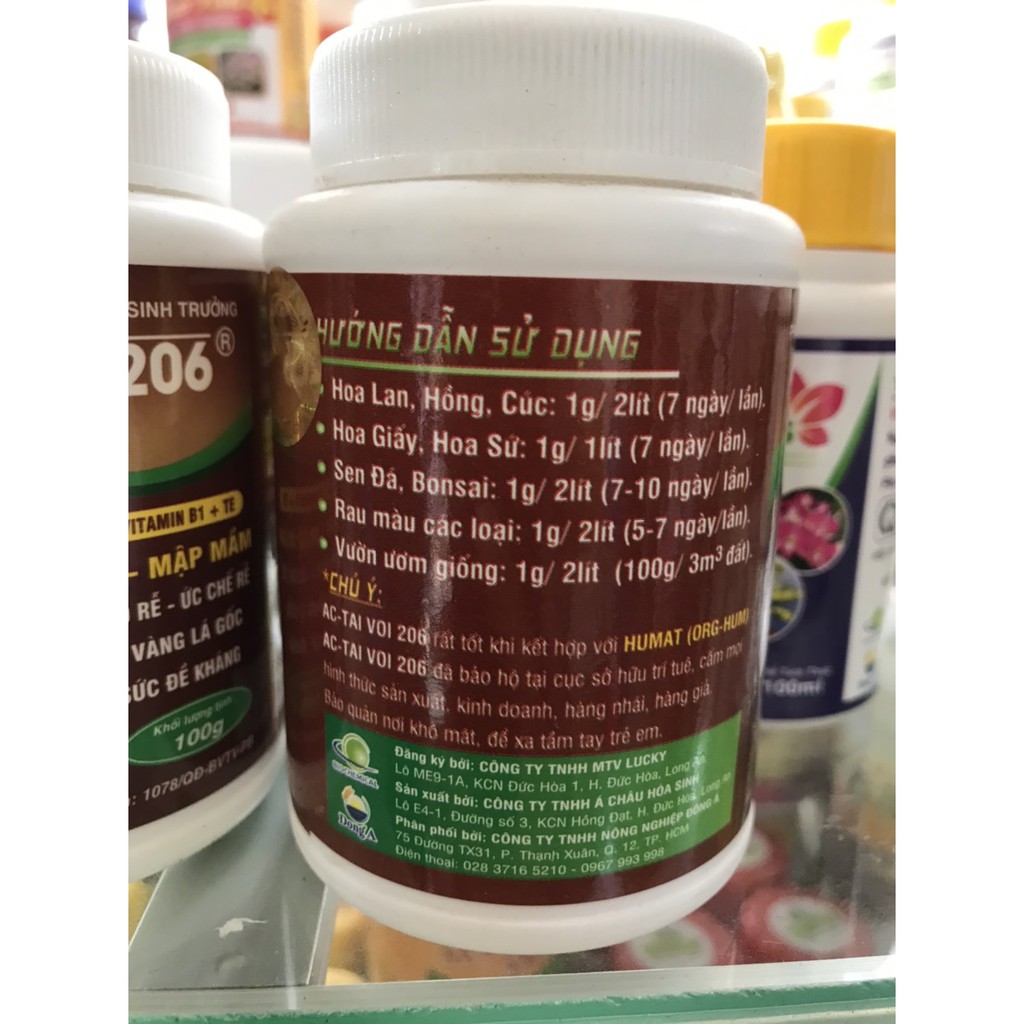 HƯỚNG DẪN SỬ DỤNG
• Hoa Lan, Hồng, Cúc: 1g/ 2lít (7 ngày/ lần).
• Hoa Giấy, Hoa Sứ: 1g/ 1lít (7 ngày/ lần).
• Sen Đá, Bonsai: 1g/ 2lít (7-10 ngày/ lần).
• Rau màu các loại: 1g/ 2lít (5-7 ngày/lần).
• Vườn ươm giống: 1g/ 2lít (100g/ 3m³ đất).
*CHÚ Ý:
AC-TAI VOI 206 rất tốt khi kết hợp với HUMAT (ORG-HUM)
AC-TAI VOI 206 đã bảo hộ tại cục sở hữu trí tuệ, cấm mọi
hình thức sản xuất, kinh doanh, hàng nhái, hàng giả.
Bảo quản nơi khô mát, để xa tầm tay trẻ em.
BIOCHEMICAL
Đăng ký bởi: CÔNG TY TNHH MTV LUCKY
Lô ME9-1A, KCN Đức Hòa 1, H. Đức Hòa, Long An
Sản xuất bởi: CÔNG TY TNHH Á CHÂU HÓA SINH
Lô E4-1, Đường số 3, KCN Hồng Đạt, H. Đức Hòa, Long An
Đông Á
Phân phối bởi: CÔNG TY TNHH NÔNG NGHIỆP ĐÔNG Á
75 Đường TX31, P. Thạnh Xuân, Q. 12, TP. HCM
Điện thoại: 028 3716 5210 - 0967 993 998
SINH TRƯỞNG
206®
VITAMIN B1 + TE
- MẬP MẦM
RỄ - ỨC CHẾ RỄ
VÀNG LÁ GỐC
SỨC ĐỀ KHÁNG
Khối lượng tịnh
100g
1078/QĐ-BVTV-PB
100ml